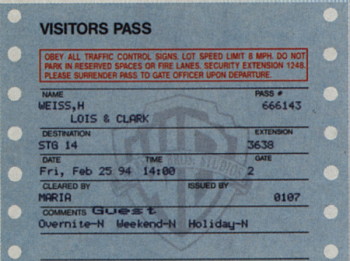 VISITORS PASS
OBEY ALL TRAFFIC CONTROL SIGNS. LOT SPEED LIMIT 8 MPH. DO NOT
PARK IN RESERVED SPACES OR FIRE LANES. SECURITY EXTENSION 1248.
PLEASE SURRENDER PASS TO GATE OFFICER UPON DEPARTURE.
NAME PASS #
WEISS,H 666143
LOIS & CLARK
DESTINATION EXTENSION
STG 14 3638
DATE TIME GATE
Fri, Feb 25 94 14:00 2
CLEARED BY ISSUED BY
MARIA 0107
COMMENTS Guest
Overnite-N Weekend-N Holiday-N